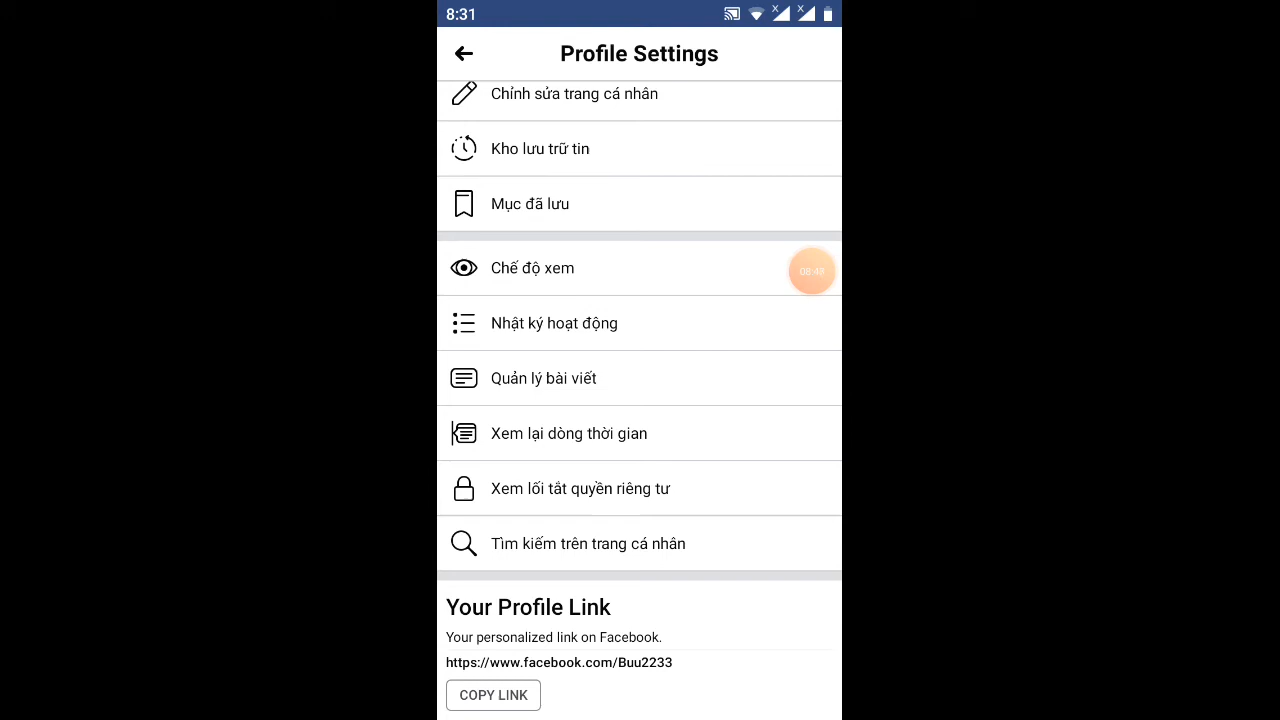 8:31
Profile Settings
Chỉnh sửa trang cá nhân
Kho lưu trữ tin
Mục đã lưu
Chế độ xem
08:48
Nhật ký hoạt động
Quản lý bài viết
Xem lại dòng thời gian
Xem lối tắt quyền riêng tư
Tìm kiếm trên trang cá nhân
Your Profile Link
Your personalized link on Facebook.
https://www.facebook.com/Buu2233
COPY LINK